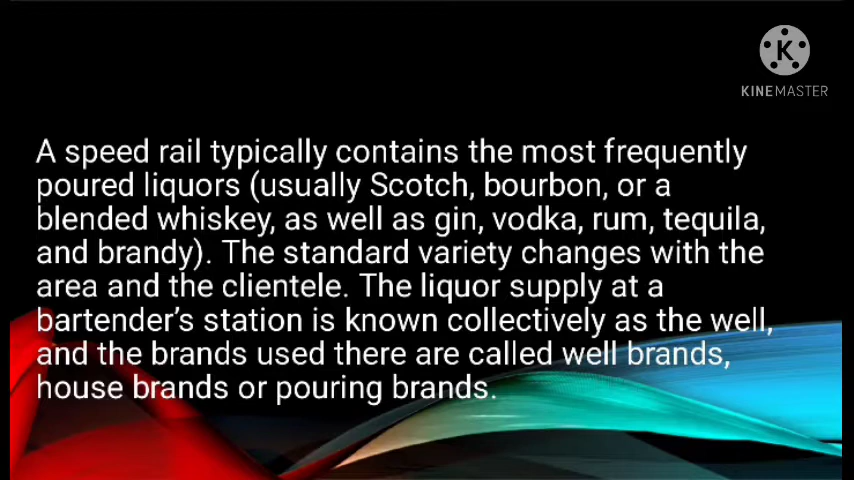 K
KINEMASTER
A speed rail typically contains the most frequently
poured liquors (usually Scotch, bourbon, or a
blended whiskey, as well as gin, vodka, rum, tequila,
and brandy). The standard variety changes with the
area and the clientele. The liquor supply at a
bartender’s station is known collectively as the well,
and the brands used there are called well brands,
house brands or pouring brands.